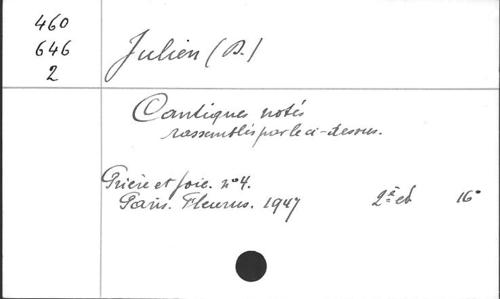 460
646
2
Julien (D.)
Cantiques notés
rassemblés par le ci-dessus.
Prière et joie. n° 4.
Paris. Fleurus. 1947 2e ed 16°